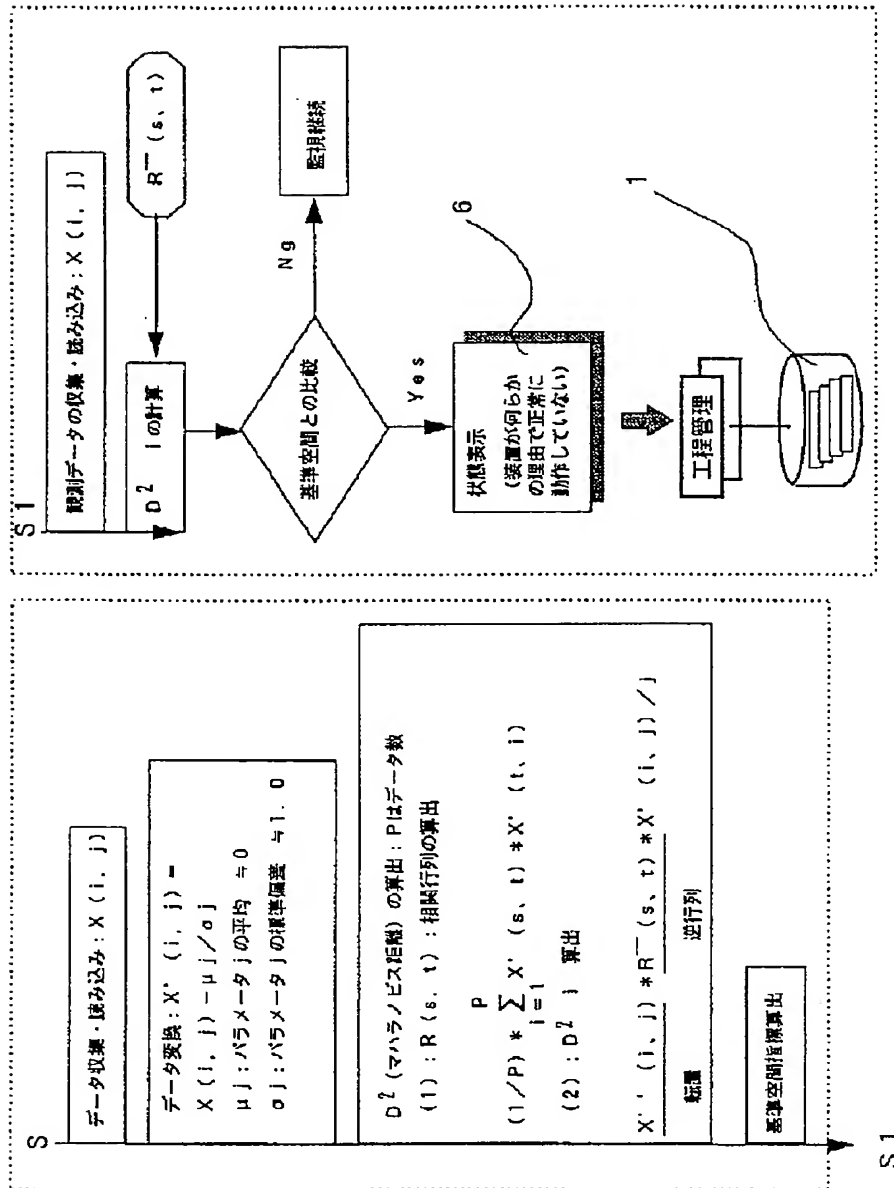 S
データ収集・読み込み：X（i、j）
データ変換：X'（i、j）＝
X（i、j）－μj／σj
μj：パラメータjの平均 ≒0
σj：パラメータjの標準偏差 ≒1.0
D²（マハラノビス距離）の算出：Pはデータ数
（1）：R（s、t）：相関行列の算出
P
（1/P）*∑X'（s、t）*X'（t、i）
i＝1
（2）：D² i 算出
X''（i、j）*R￣（s、t）*X'（i、j）／j
転置 逆行列
基準空間指標算出
S1
S1
観測データの収集・読み込み：X（i、j）
R￣（s、t）
D² iの計算
基準空間との比較
Ng
監視継続
Yes
6
状態表示
（装置が何らか
の理由で正常に
動作していない）
工程管理
1